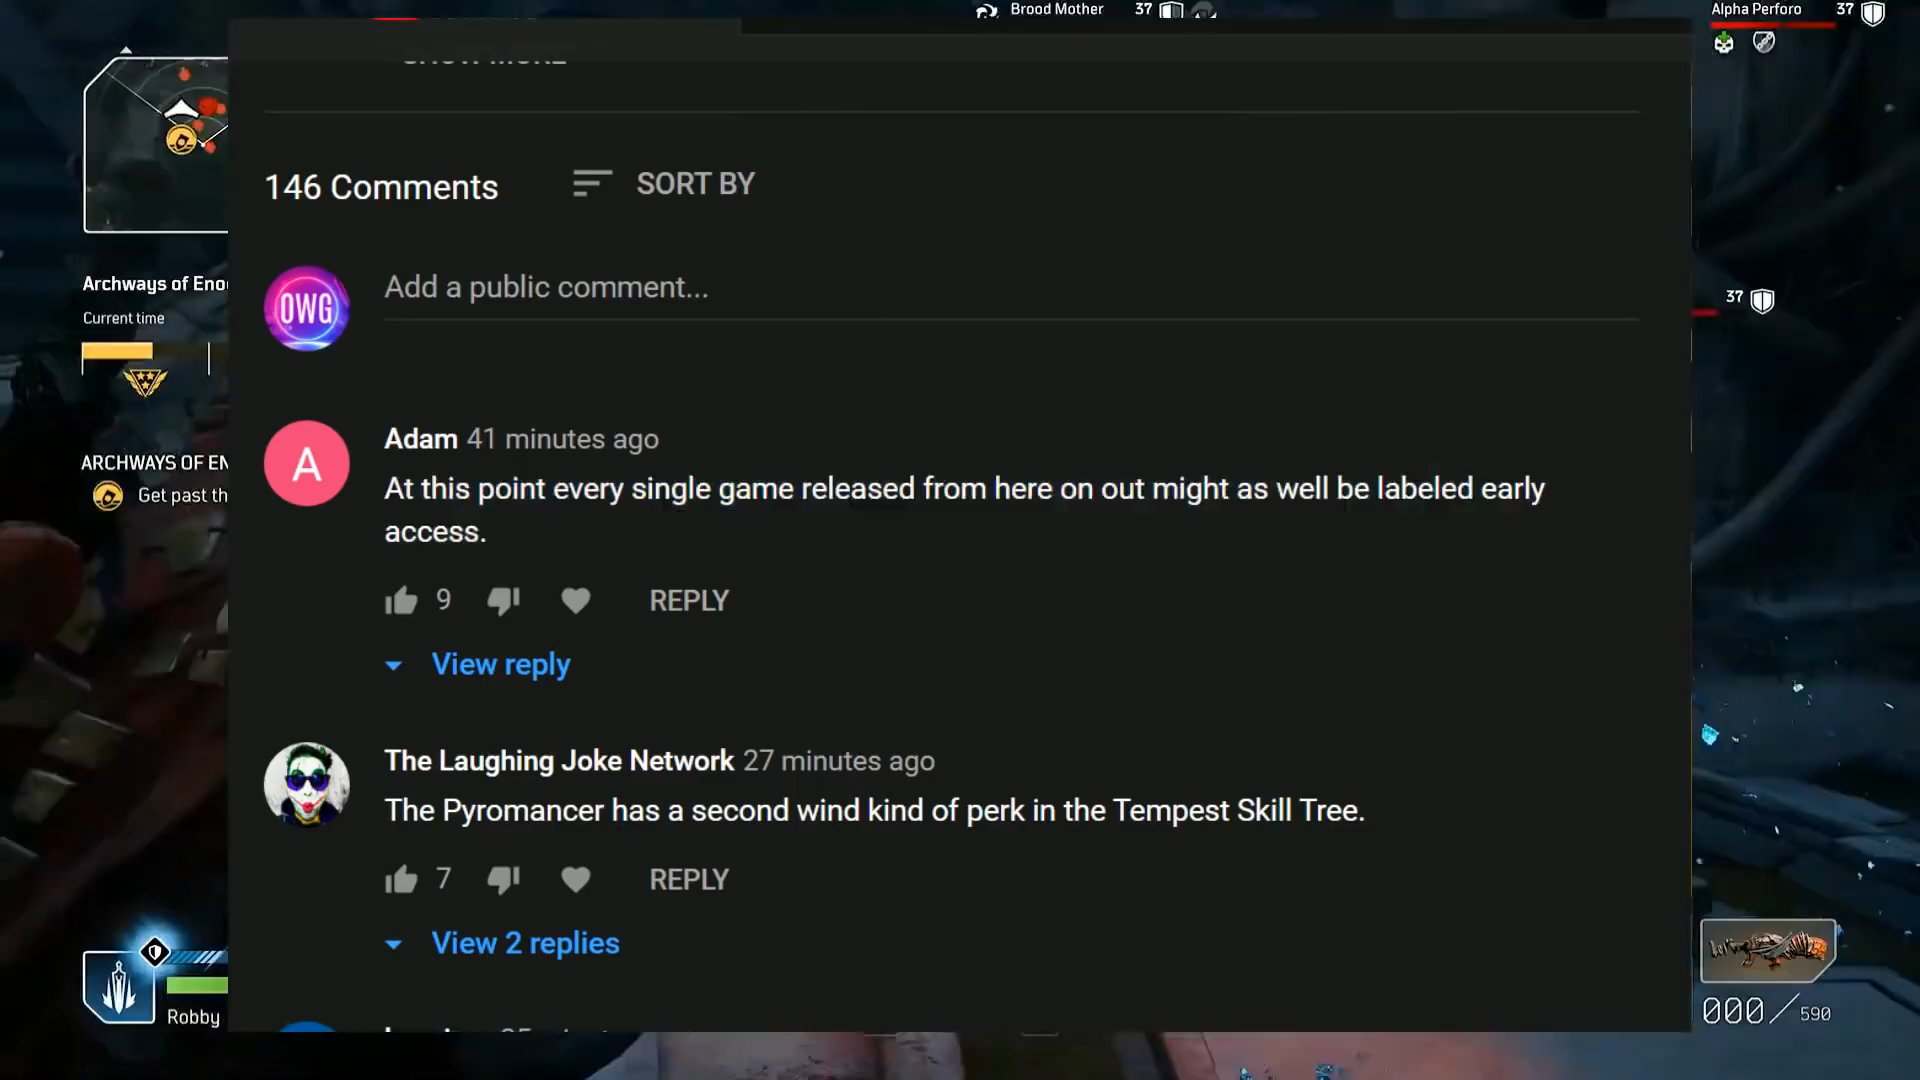 Brood Mother 37
Alpha Perforo 37
SHOW MORE
146 Comments SORT BY
OWG
Add a public comment...
Archways of Eno
Current time
37
A
Adam 41 minutes ago
At this point every single game released from here on out might as well be labeled early
access.
9 REPLY
View reply
ARCHWAYS OF EN
Get past th
The Laughing Joke Network 27 minutes ago
The Pyromancer has a second wind kind of perk in the Tempest Skill Tree.
7 REPLY
View 2 replies
Robby
000/590